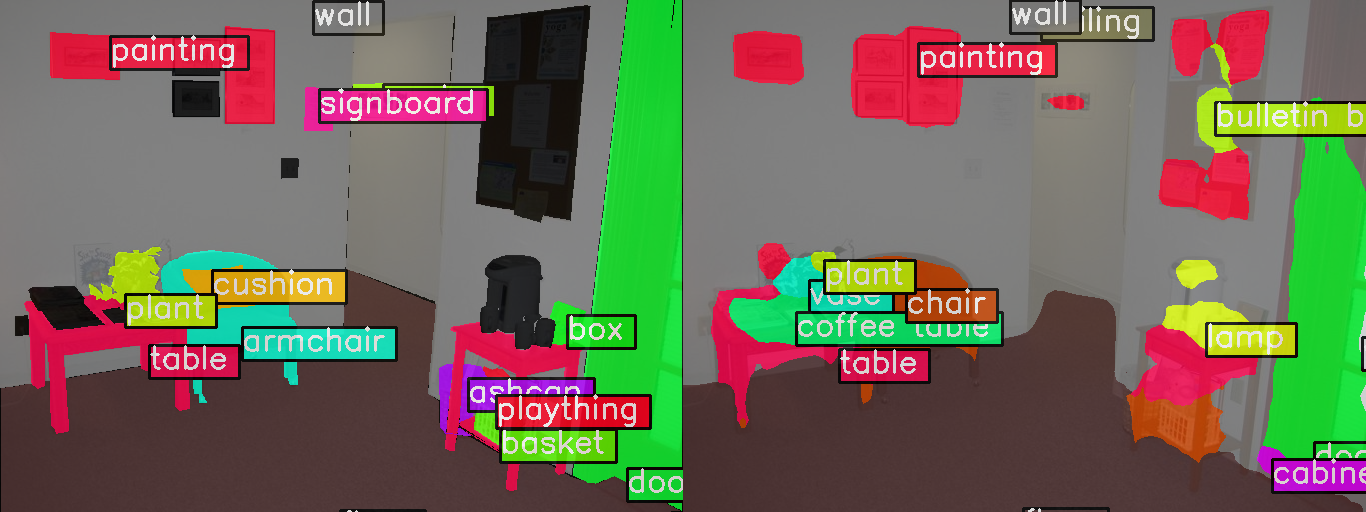 wall
painting
signboard
cushion
plant
armchair
box
table
ashcan
plaything
basket
doo
wall
iling
painting
bulletin b
plant
vase
chair
coffee table
lamp
table
doo
cabine